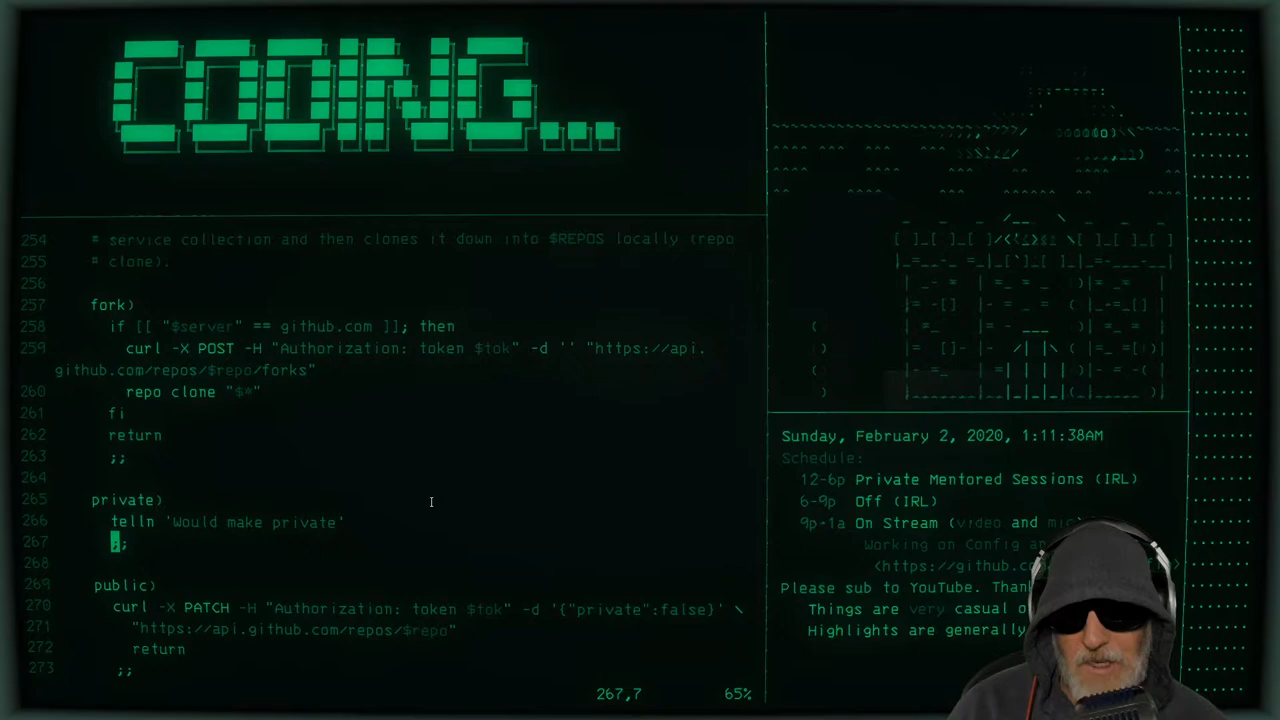 CODING...
254 # service collection and then clones it down into $REPOS locally (repo
255 # clone).
256
257 fork)
258 if [[ "$server" == github.com ]]; then
259 curl -X POST -H "Authorization: token $tok" -d '' "https://api.
github.com/repos/$repo/forks"
260 repo clone "$*"
261 fi
262 return
263 ;;
264
265 private)
266 telln 'Would make private'
267 ;;
268
269 public)
270 curl -X PATCH -H "Authorization: token $tok" -d '{"private":false}' \
271 "https://api.github.com/repos/$repo"
272 return
273 ;;
267,7 65%
Sunday, February 2, 2020, 1:11:38AM
Schedule:
12-6p Private Mentored Sessions (IRL)
6-9p Off (IRL)
9p-1a On Stream (video and
Working on Config
<https://github.
Please sub to YouTube.
Things are very casual
Highlights are generally